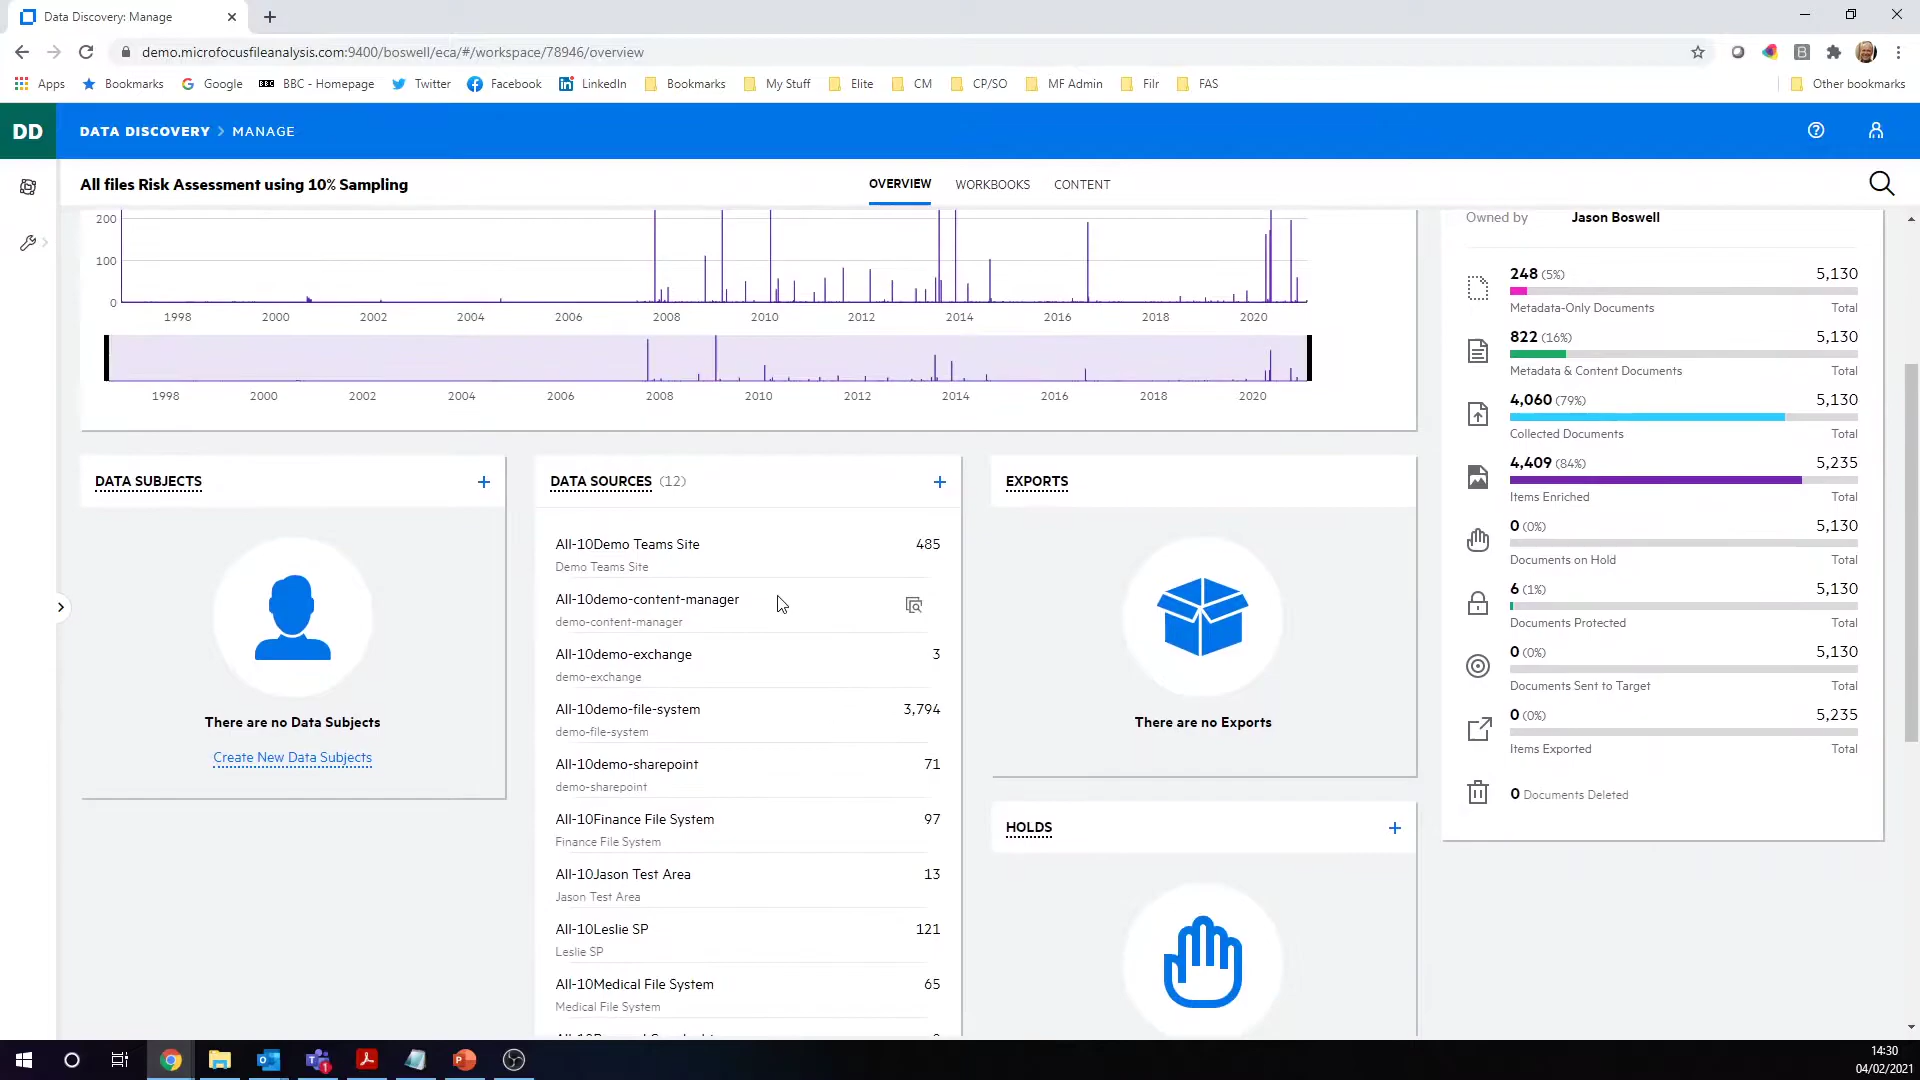 Data Discovery: Manage
demo.microfocusfileanalysis.com:9400/boswell/eca/#/workspace/78946/overview
Apps Bookmarks Google BBC - Homepage Twitter Facebook LinkedIn Bookmarks My Stuff Elite CM CP/SO MF Admin Filr FAS Other bookmarks
DD DATA DISCOVERY > MANAGE
All files Risk Assessment using 10% Sampling
OVERVIEW WORKBOOKS CONTENT
200
100
0
1998 2000 2002 2004 2006 2008 2010 2012 2014 2016 2018 2020
1998 2000 2002 2004 2006 2008 2010 2012 2014 2016 2018 2020
DATA SUBJECTS +
There are no Data Subjects
Create New Data Subjects
DATA SOURCES (12) +
All-10Demo Teams Site 485
Demo Teams Site
All-10demo-content-manager
demo-content-manager
All-10demo-exchange 3
demo-exchange
All-10demo-file-system 3,794
demo-file-system
All-10demo-sharepoint 71
demo-sharepoint
All-10Finance File System 97
Finance File System
All-10Jason Test Area 13
Jason Test Area
All-10Leslie SP 121
Leslie SP
All-10Medical File System 65
Medical File System
EXPORTS
There are no Exports
HOLDS +
Owned by Jason Boswell
248 (5%) 5,130
Metadata-Only Documents Total
822 (16%) 5,130
Metadata & Content Documents Total
4,060 (79%) 5,130
Collected Documents Total
4,409 (84%) 5,235
Items Enriched Total
0 (0%) 5,130
Documents on Hold Total
6 (1%) 5,130
Documents Protected Total
0 (0%) 5,130
Documents Sent to Target Total
0 (0%) 5,235
Items Exported Total
0 Documents Deleted
14:30
04/02/2021